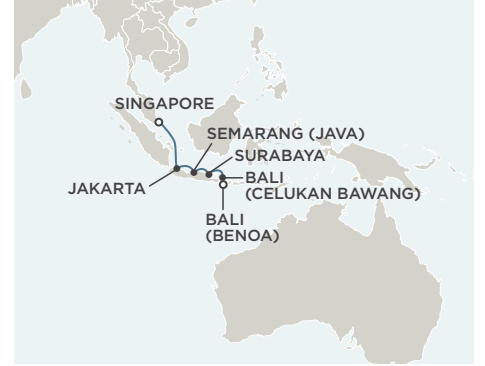 SINGAPORE
SEMARANG (JAVA)
SURABAYA
BALI
(CELUKAN BAWANG)
JAKARTA
BALI
(BENOA)